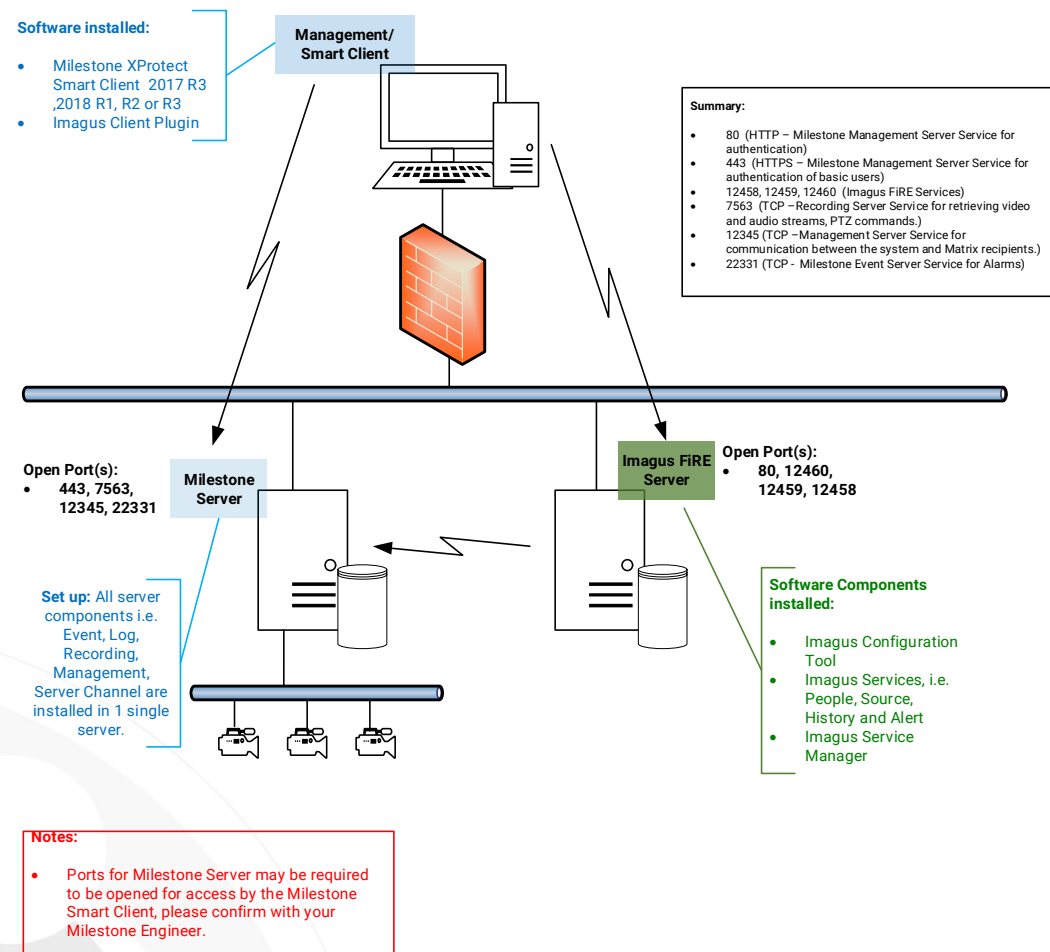 Software installed:
• Milestone XProtect
Smart Client 2017 R3
,2018 R1, R2 or R3
• Imagus Client Plugin
Management/
Smart Client
Summary:
• 80 (HTTP – Milestone Management Server Service for
authentication)
• 443 (HTTPS – Milestone Management Server Service for
authentication of basic users)
• 12458, 12459, 12460 (Imagus FiRE Services)
• 7563 (TCP –Recording Server Service for retrieving video
and audio streams, PTZ commands.)
• 12345 (TCP –Management Server Service for
communication between the system and Matrix recipients.)
• 22331 (TCP - Milestone Event Server Service for Alarms)
Open Port(s):
• 443, 7563,
12345, 22331
Milestone
Server
Imagus FiRE
Server
Open Port(s):
• 80, 12460,
12459, 12458
Set up: All server
components i.e.
Event, Log,
Recording,
Management,
Server Channel are
installed in 1 single
server.
Software Components
installed:
• Imagus Configuration
Tool
• Imagus Services, i.e.
People, Source,
History and Alert
• Imagus Service
Manager
Notes:
• Ports for Milestone Server may be required
to be opened for access by the Milestone
Smart Client, please confirm with your
Milestone Engineer.